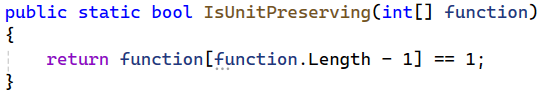 public static bool IsUnitPreserving(int[] function)
{
    return function[function.Length - 1] == 1;
}